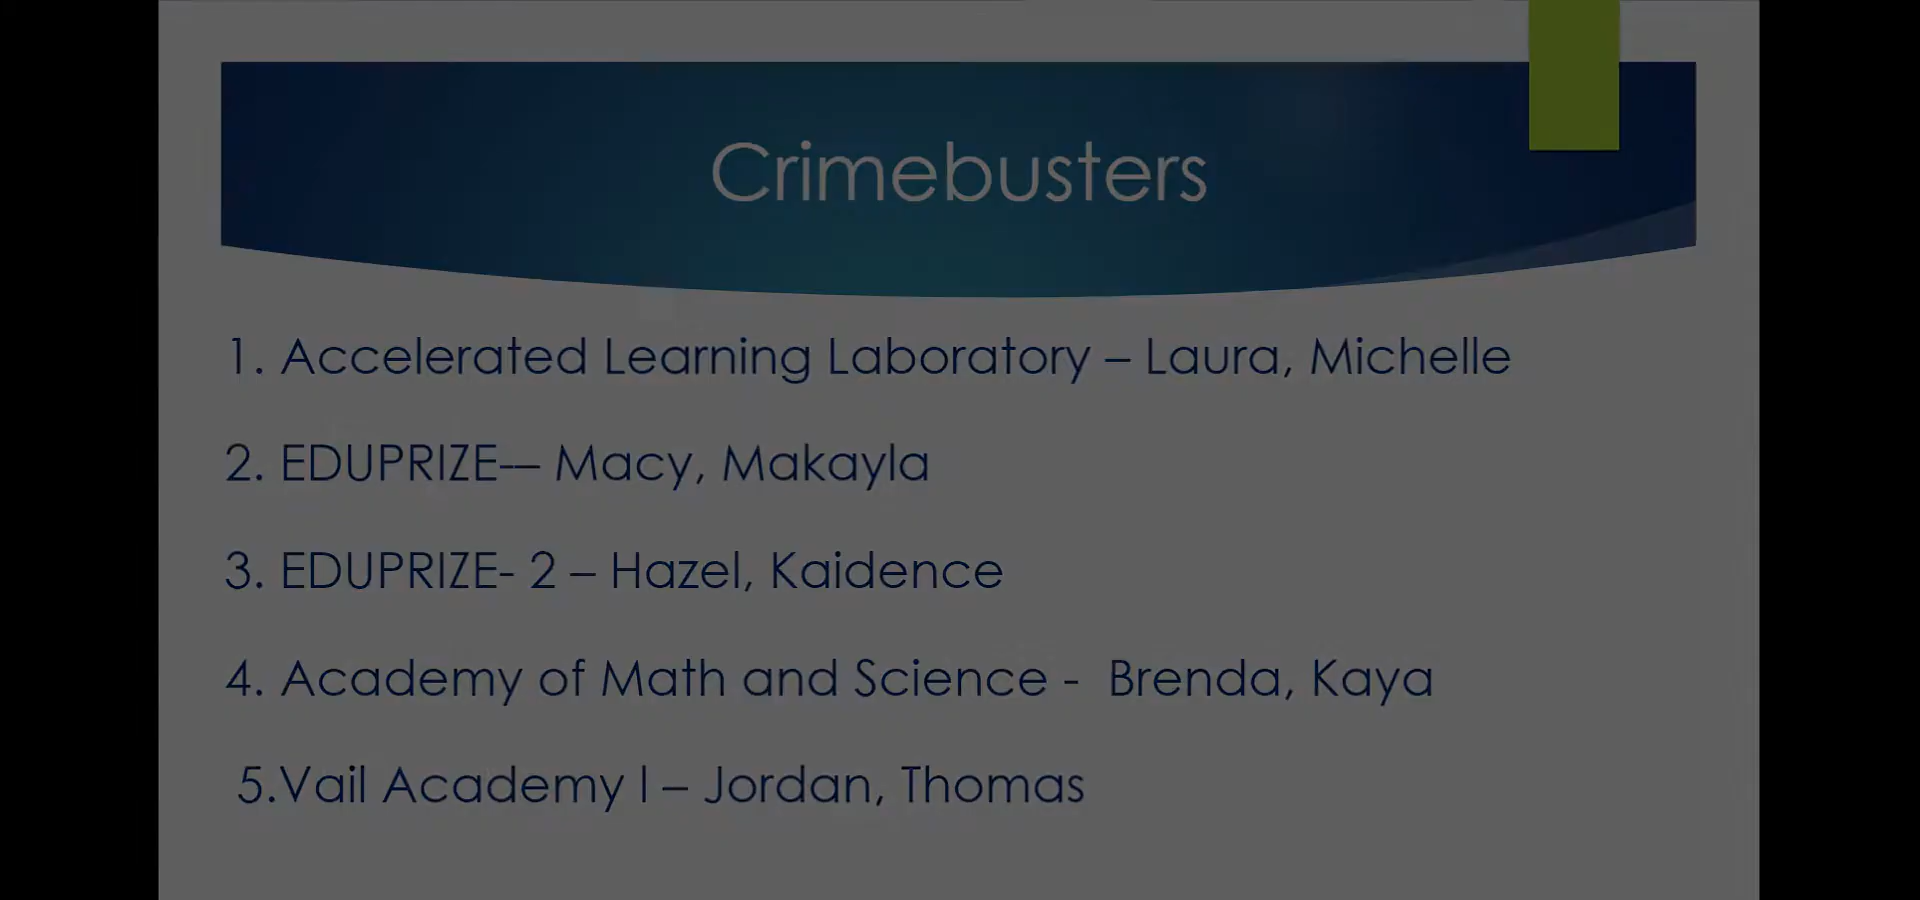 Crimebusters
1. Accelerated Learning Laboratory – Laura, Michelle
2. EDUPRIZE-– Macy, Makayla
3. EDUPRIZE- 2 – Hazel, Kaidence
4. Academy of Math and Science -  Brenda, Kaya
5.Vail Academy I – Jordan, Thomas